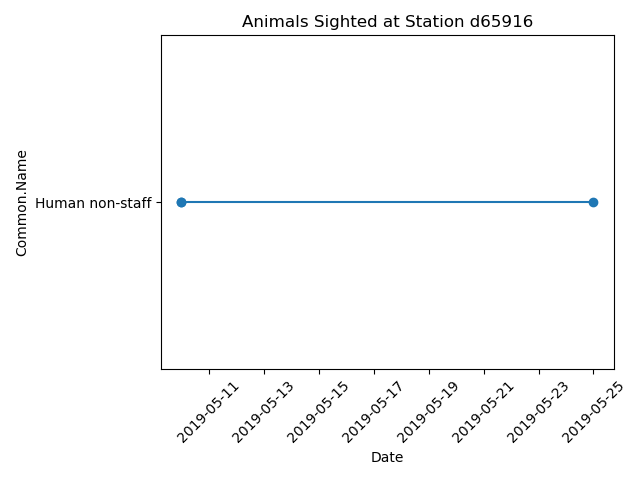 Animals Sighted at Station d65916
Common.Name
Human non-staff
2019-05-11
2019-05-13
2019-05-15
2019-05-17
2019-05-19
2019-05-21
2019-05-23
2019-05-25
Date